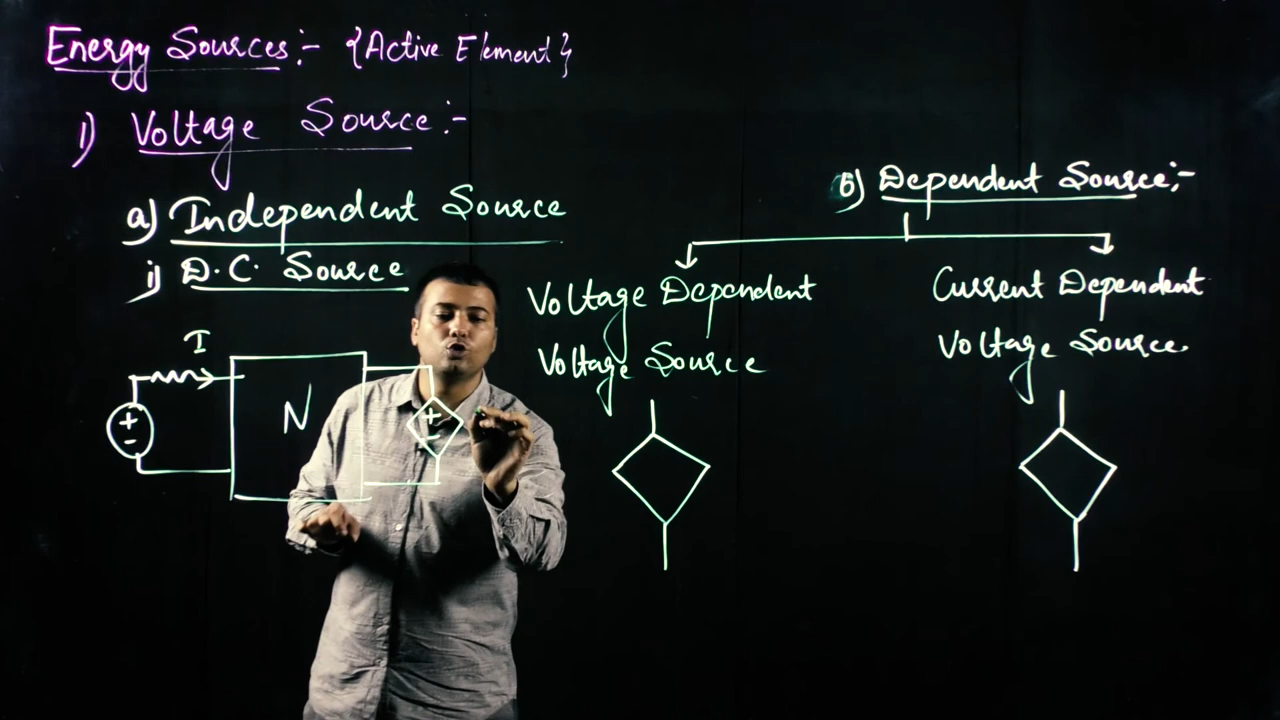 Energy Sources:- {Active Element}
1) Voltage Source:-
a) Independent Source
i) D.C. Source
I
+
-
N
+
-
b) Dependent Source:-
Voltage Dependent
Voltage Source
Current Dependent
Voltage Source